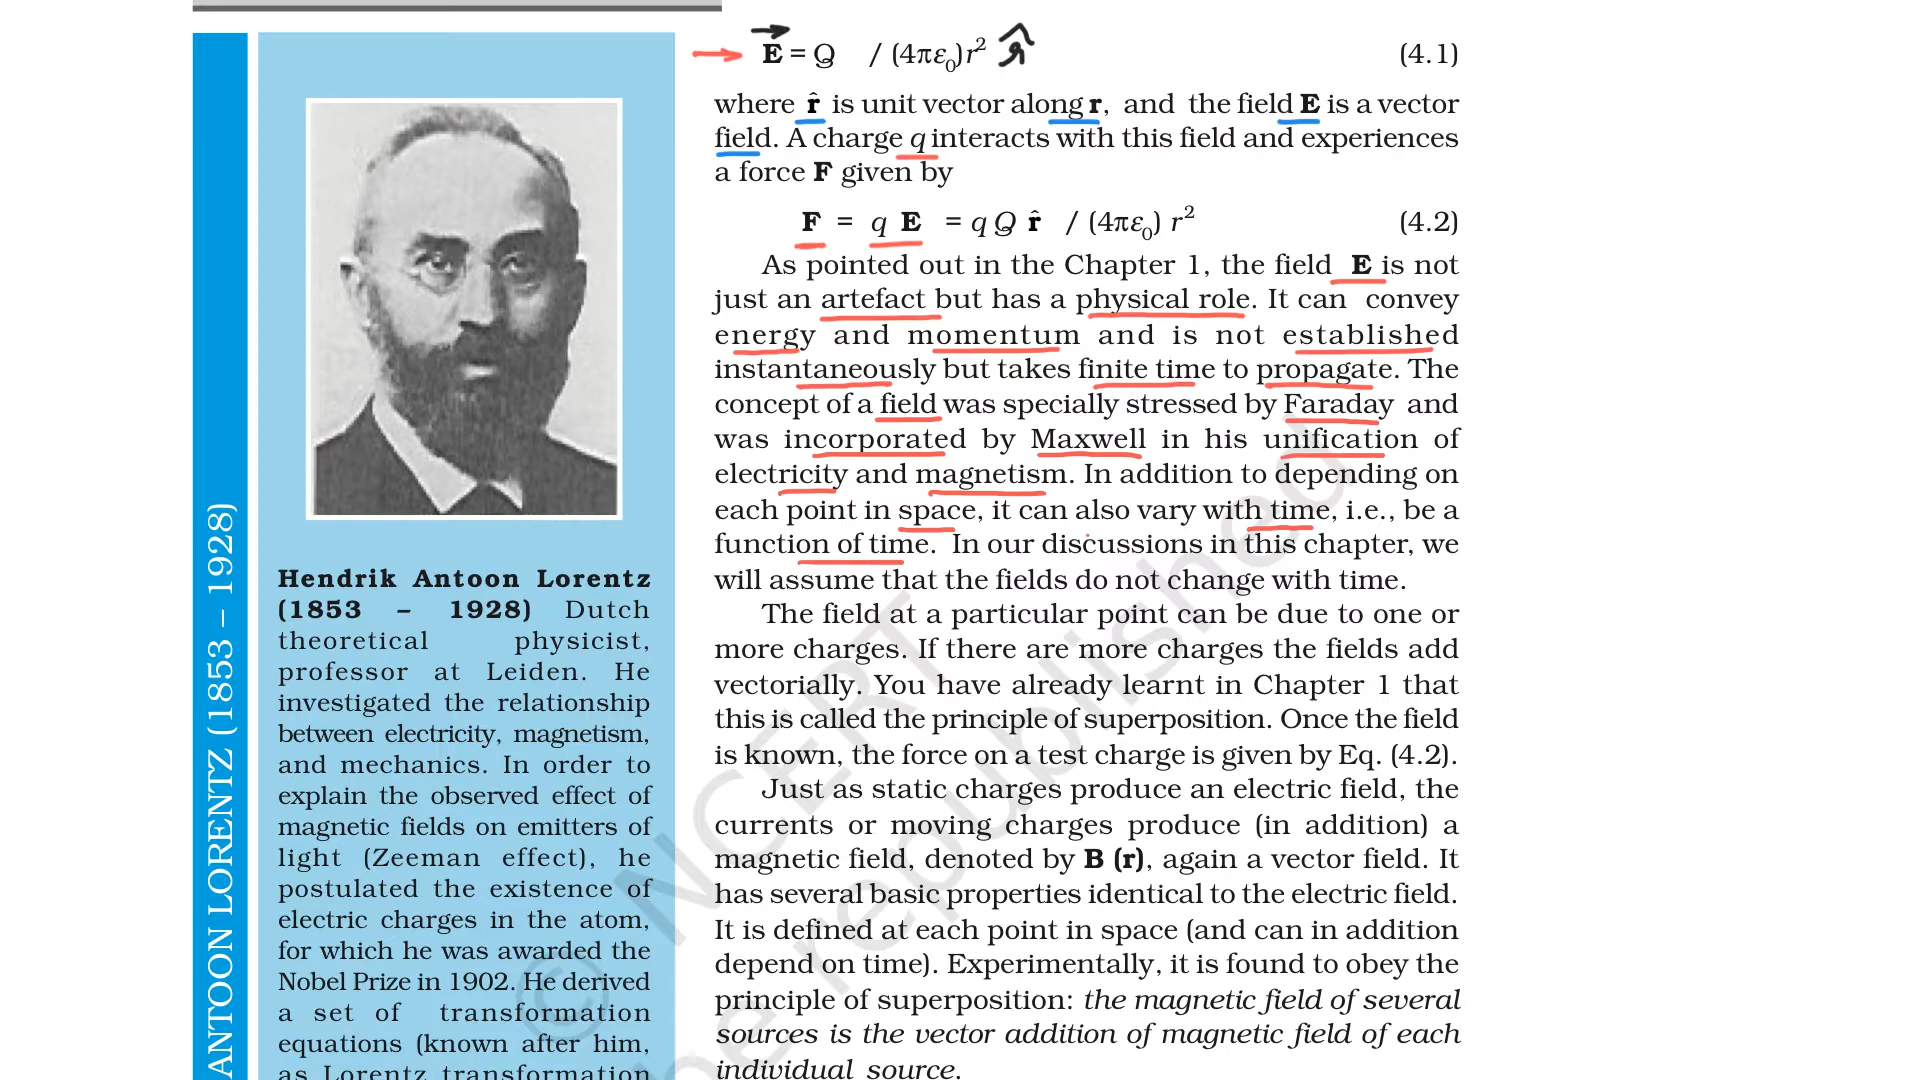 E = Q / (4πε₀)r² r̂ (4.1)
where r̂ is unit vector along r, and the field E is a vector
field. A charge q interacts with this field and experiences
a force F given by
F = q E = q Q r̂ / (4πε₀) r² (4.2)
As pointed out in the Chapter 1, the field E is not
just an artefact but has a physical role. It can convey
energy and momentum and is not established
instantaneously but takes finite time to propagate. The
concept of a field was specially stressed by Faraday and
was incorporated by Maxwell in his unification of
electricity and magnetism. In addition to depending on
each point in space, it can also vary with time, i.e., be a
function of time. In our discussions in this chapter, we
will assume that the fields do not change with time.
The field at a particular point can be due to one or
more charges. If there are more charges the fields add
vectorially. You have already learnt in Chapter 1 that
this is called the principle of superposition. Once the field
is known, the force on a test charge is given by Eq. (4.2).
Just as static charges produce an electric field, the
currents or moving charges produce (in addition) a
magnetic field, denoted by B (r), again a vector field. It
has several basic properties identical to the electric field.
It is defined at each point in space (and can in addition
depend on time). Experimentally, it is found to obey the
principle of superposition: the magnetic field of several
sources is the vector addition of magnetic field of each
individual source.
ANTOON LORENTZ (1853 – 1928)
Hendrik Antoon Lorentz
(1853 – 1928) Dutch
theoretical physicist,
professor at Leiden. He
investigated the relationship
between electricity, magnetism,
and mechanics. In order to
explain the observed effect of
magnetic fields on emitters of
light (Zeeman effect), he
postulated the existence of
electric charges in the atom,
for which he was awarded the
Nobel Prize in 1902. He derived
a set of transformation
equations (known after him,
as Lorentz transformation
© NCERT
be republished